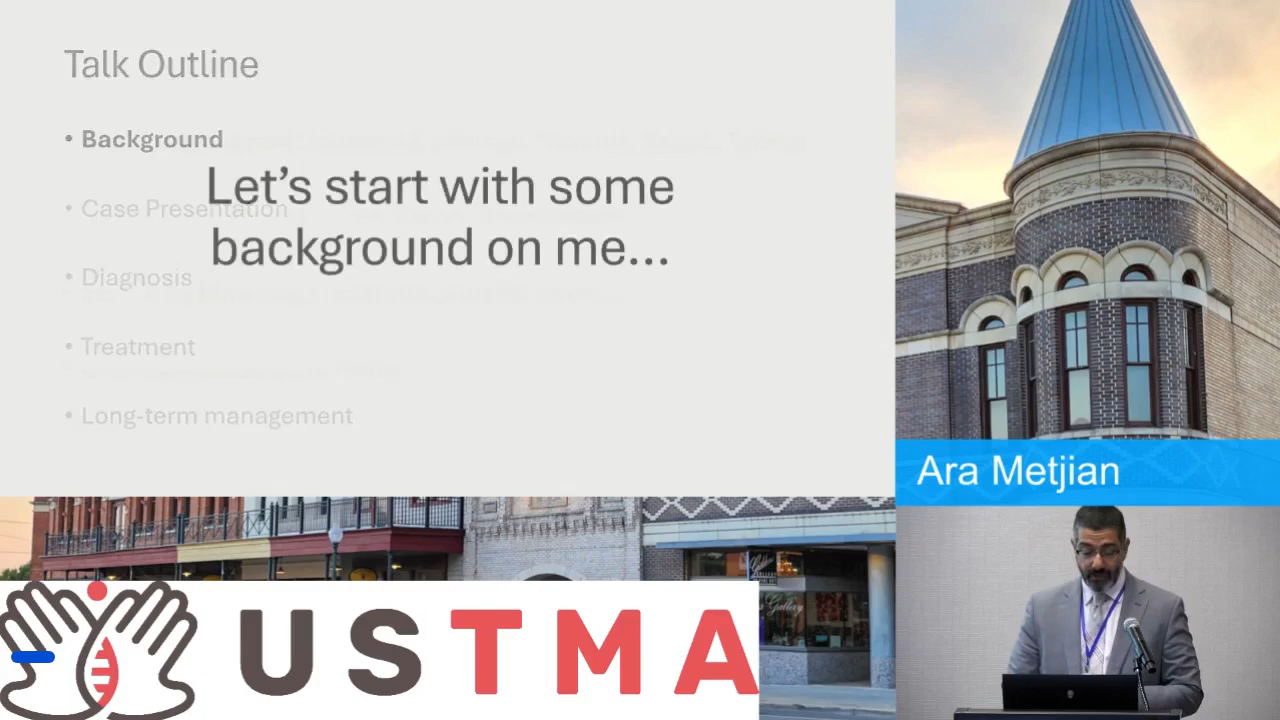 Talk Outline
• Background
Let's start with some
• Case Presentation
background on me...
• Diagnosis
• Treatment
• Long-term management
Ara Metjian
Gallery
USTMA